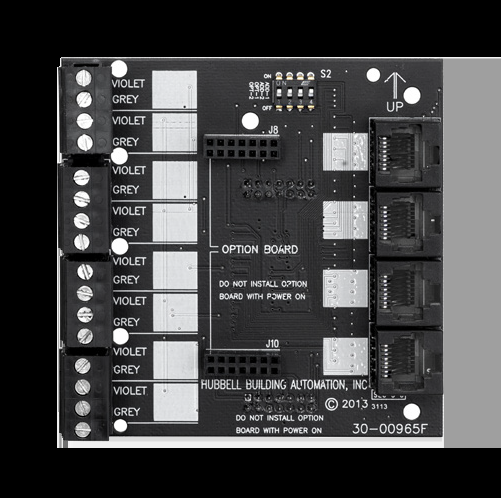 ON
S2
OFF
UP
VIOLET
GREY
VIOLET
GREY
J8
VIOLET
GREY
VIOLET
GREY
OPTION BOARD
VIOLET
GREY
DO NOT INSTALL OPTION
BOARD WITH POWER ON
VIOLET
GREY
J10
VIOLET
GREY
HUBBELL BUILDING AUTOMATION, INC
VIOLET
GREY
© 2013
3113
DO NOT INSTALL OPTION
BOARD WITH POWER ON
30-00965F